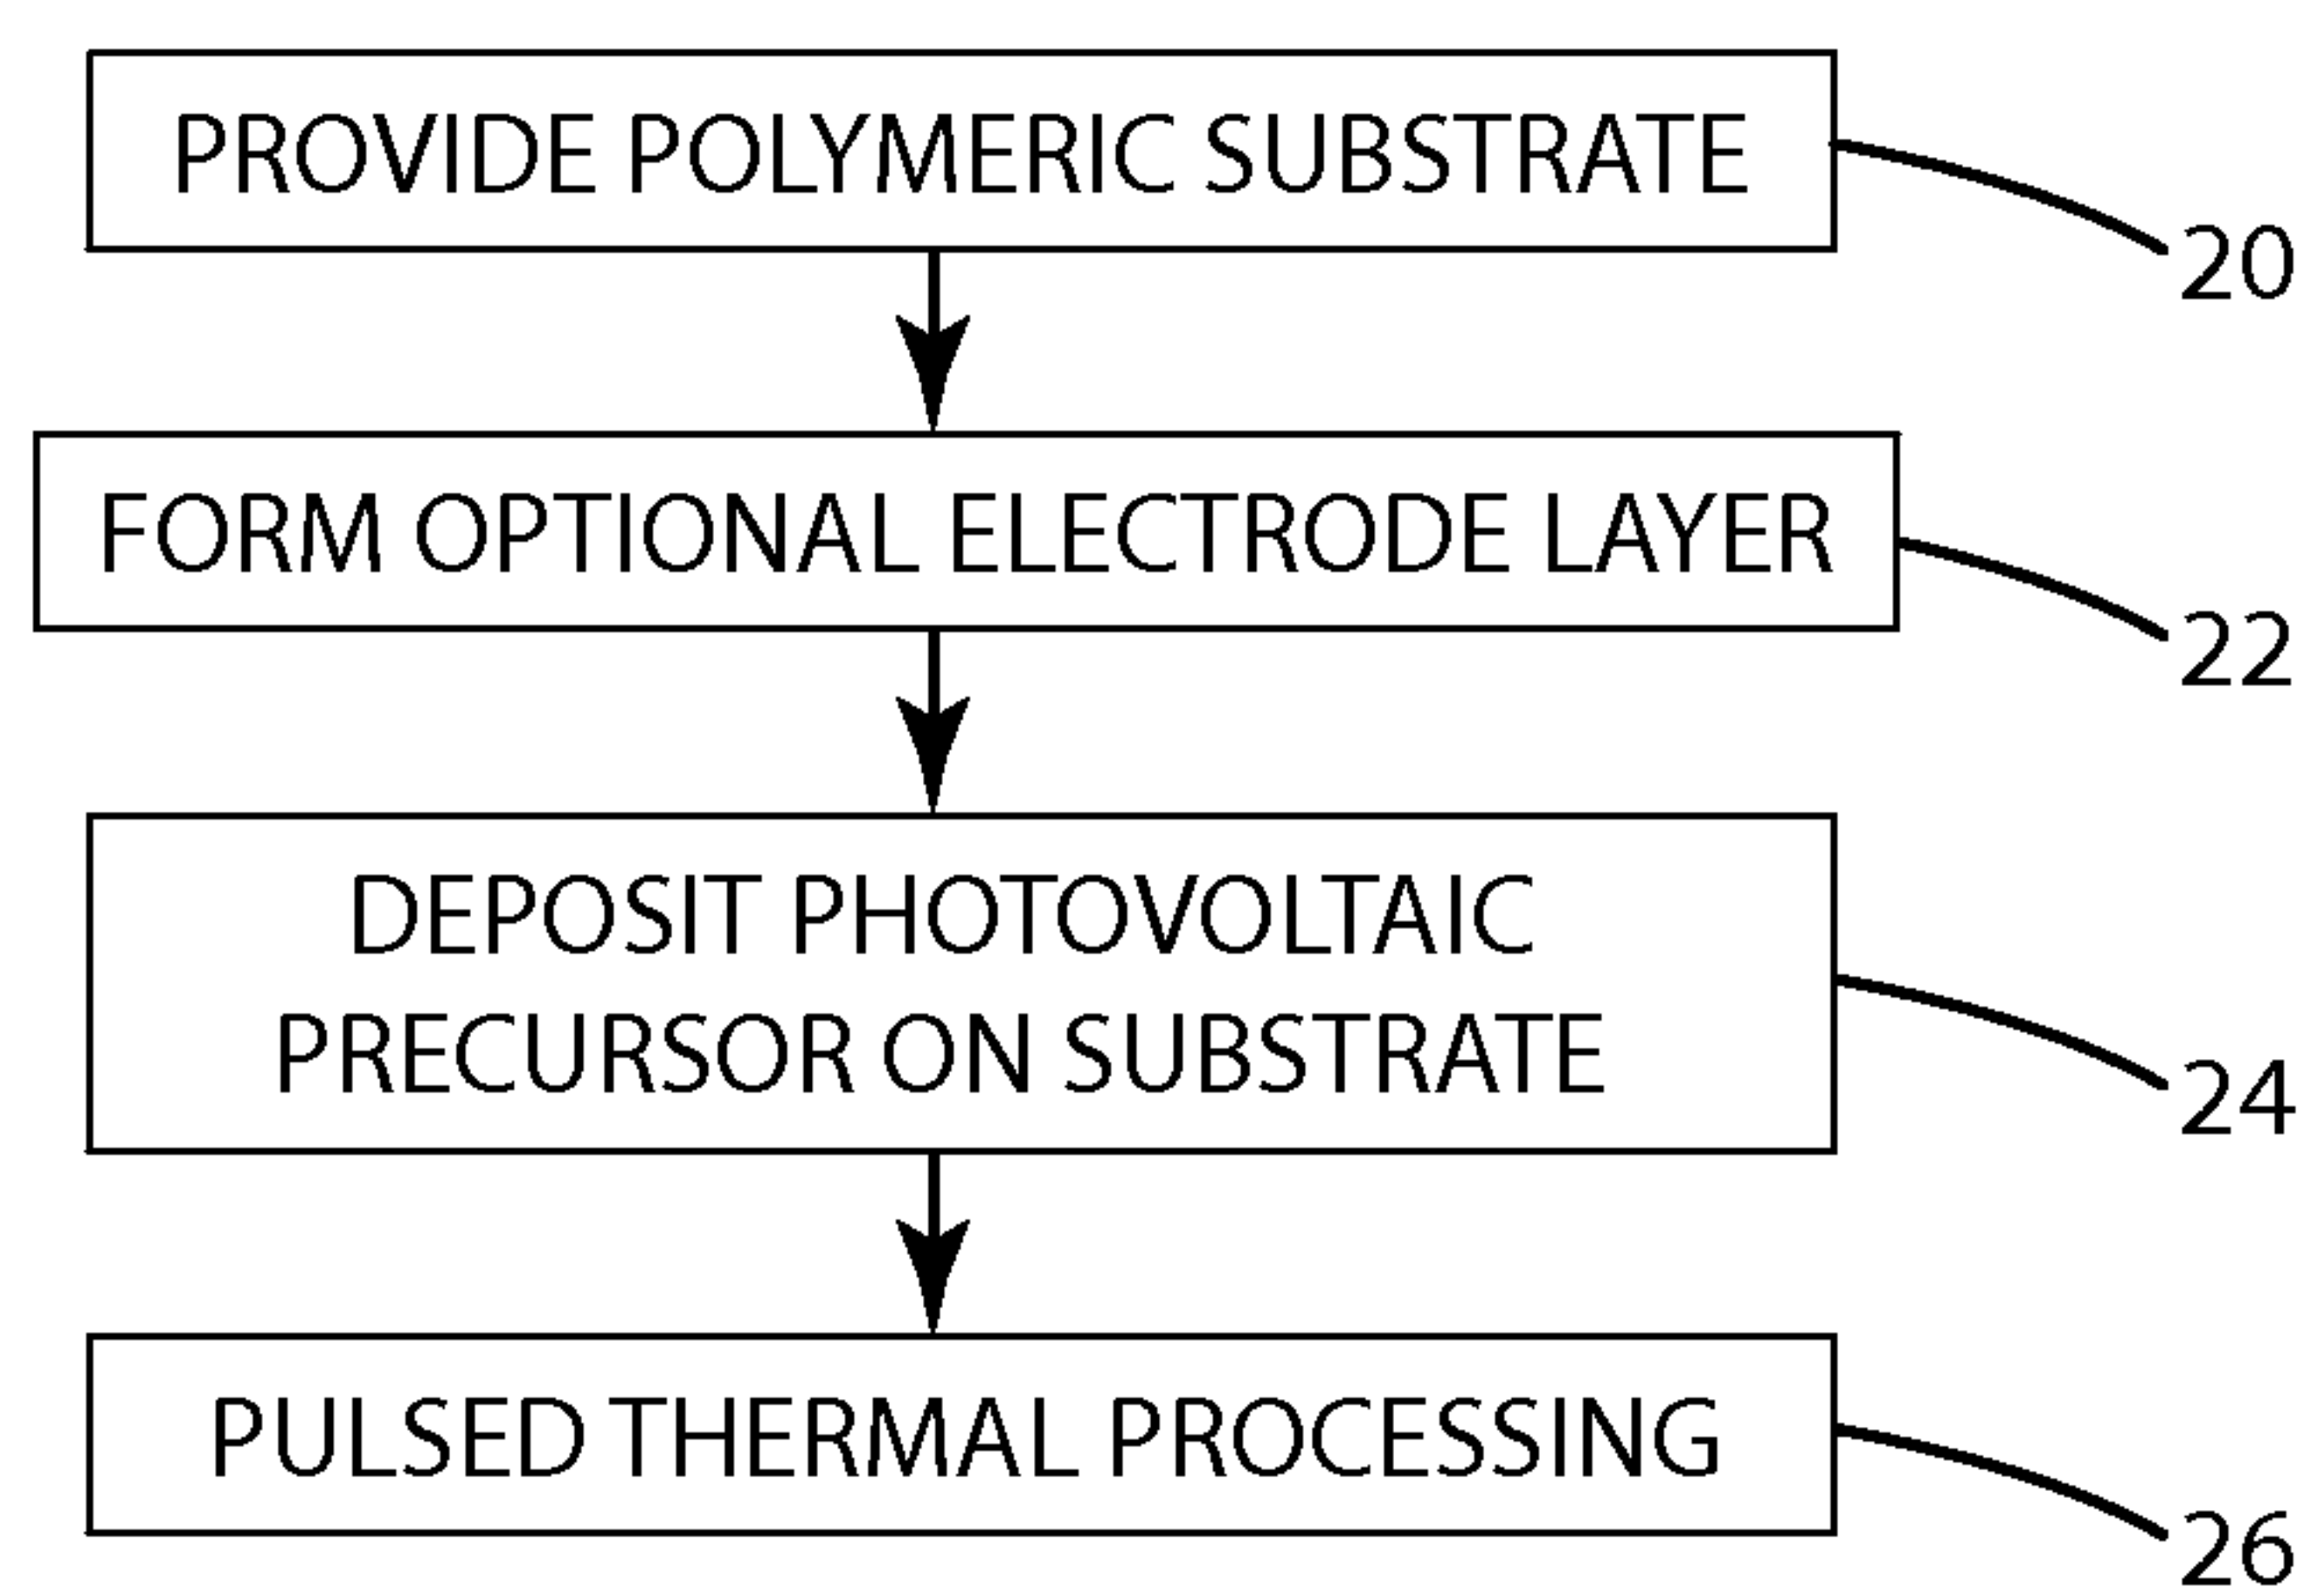 PROVIDE POLYMERIC SUBSTRATE
20
FORM OPTIONAL ELECTRODE LAYER
22
DEPOSIT PHOTOVOLTAIC
PRECURSOR ON SUBSTRATE
24
PULSED THERMAL PROCESSING
26